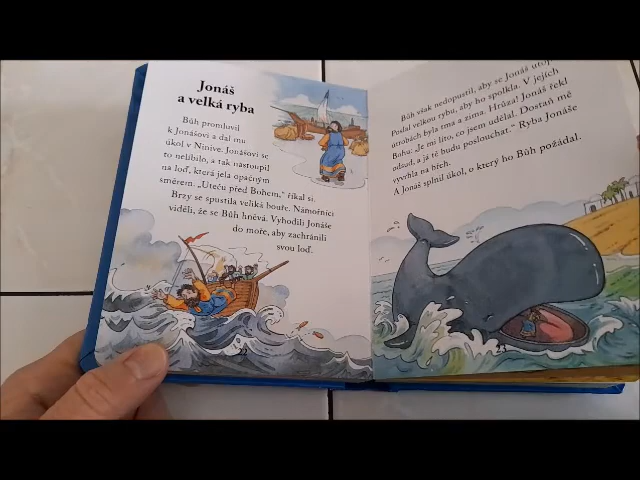 Jonáš
a velká ryba
Bůh promluvil
k Jonášovi a dal mu
úkol v Ninive. Jonášovi se
to nelíbilo, a tak nastoupil
na loď, která jela opačným
směrem. „Uteču před Bohem,“ říkal si.
Brzy se spustila veliká bouře. Námořníci
viděli, že se Bůh hněvá. Vyhodili Jonáše
do moře, aby zachránili
svou loď.
22
Bůh však nedopustil, aby se Jonáš utopil.
Poslal velkou rybu, aby ho spolkla. V jejích
útrobách byla tma a zima. Hrůza! Jonáš řekl
Bohu: „Je mi líto, co jsem udělal. Dostaň mě
odsud, a já tě budu poslouchat.“ Ryba Jonáše
vyvrhla na břeh.
A Jonáš splnil úkol, o který ho Bůh požádal.